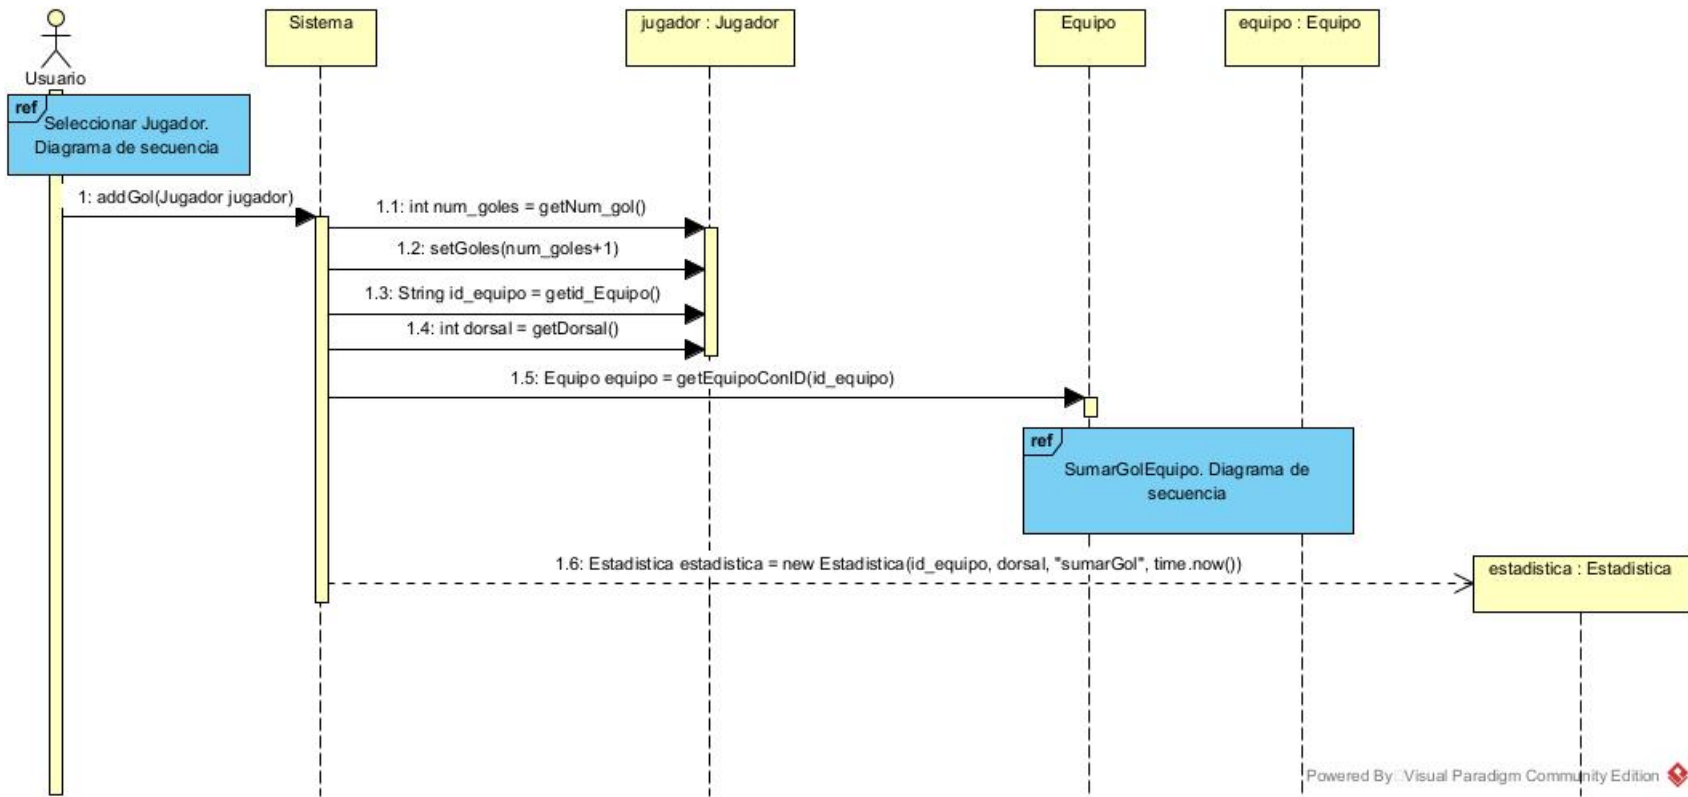 Usuario
Sistema
jugador : Jugador
Equipo
equipo : Equipo
ref
Seleccionar Jugador.
Diagrama de secuencia
1: addGol(Jugador jugador)
1.1: int num_goles = getNum_gol()
1.2: setGoles(num_goles+1)
1.3: String id_equipo = getid_Equipo()
1.4: int dorsal = getDorsal()
1.5: Equipo equipo = getEquipoConID(id_equipo)
ref
SumarGolEquipo. Diagrama de
secuencia
1.6: Estadistica estadistica = new Estadistica(id_equipo, dorsal, "sumarGol", time.now())
estadistica : Estadistica
Powered By Visual Paradigm Community Edition